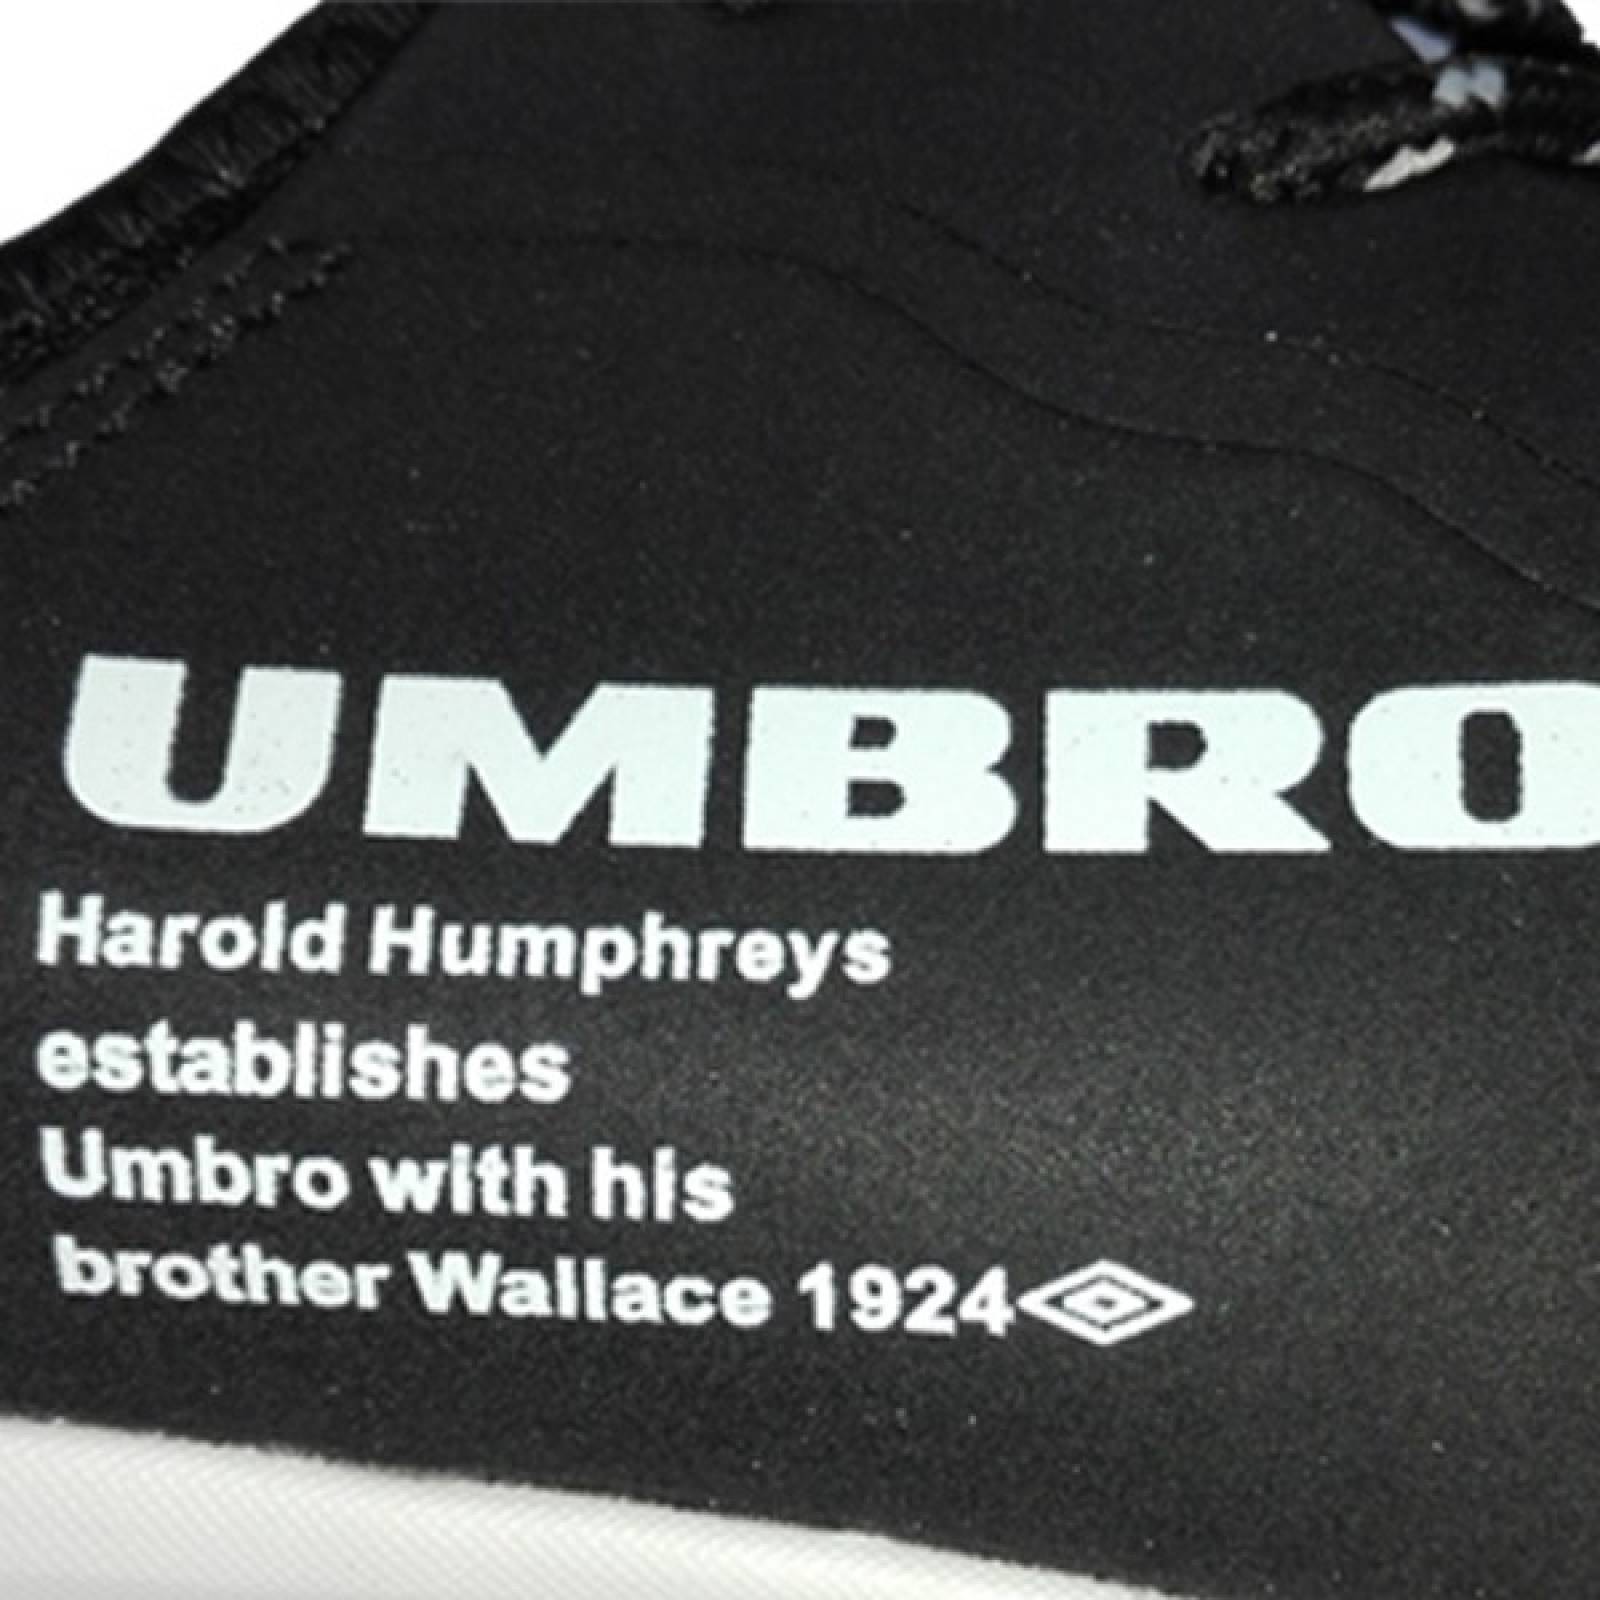 UMBRO
Harold Humphreys
establishes
Umbro with his
brother Wallace 1924